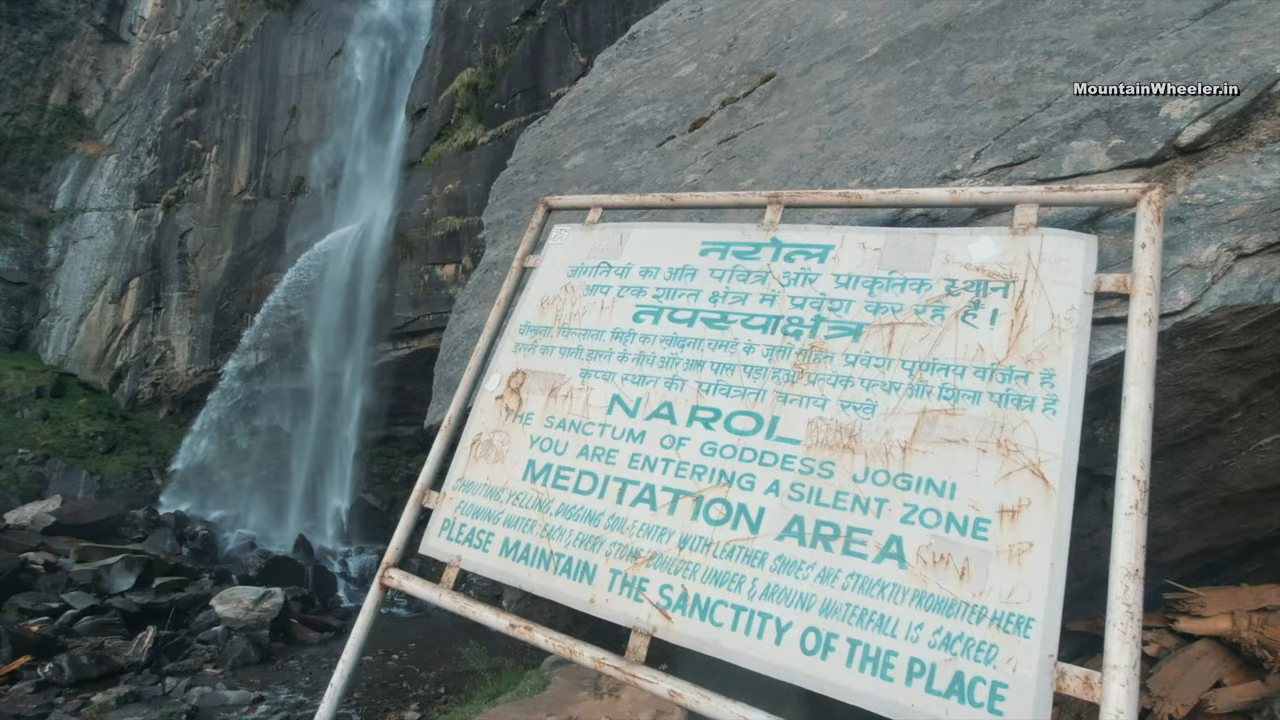 MountainWheeler.in
नरोल
जोगनियों का अति पवित्र और प्राकृतिक स्थान
आप एक शान्त क्षेत्र में प्रवेश कर रहे हैं।
तपस्याक्षेत्र
चीखना, चिल्लाना, मिट्टी का खोदना, चमड़े के जूतों सहित प्रवेश पूर्णतय वर्जित है
झरने का पानी, झरने के नीचे और आस पास पड़ा हुआ प्रत्येक पत्थर और शिला पवित्र है
कृप्या स्थान की पवित्रता बनाये रखें
NAROL
THE SANCTUM OF GODDESS JOGINI
YOU ARE ENTERING A SILENT ZONE
MEDITATION AREA
SHOUTING, YELLING, DIGGING SOIL & ENTRY WITH LEATHER SHOES ARE STRICKTLY PROHIBITED HERE
FLOWING WATER, EACH & EVERY STONE/BOULDER UNDER & AROUND WATERFALL IS SACRED.
PLEASE MAINTAIN THE SANCTITY OF THE PLACE